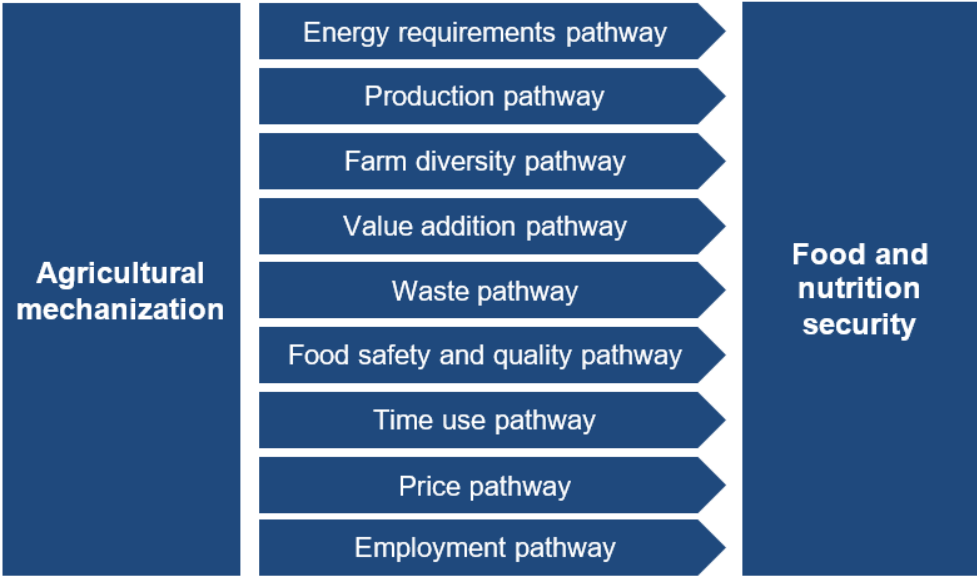 Agricultural
mechanization
Energy requirements pathway
Production pathway
Farm diversity pathway
Value addition pathway
Waste pathway
Food safety and quality pathway
Time use pathway
Price pathway
Employment pathway
Food and
nutrition
security